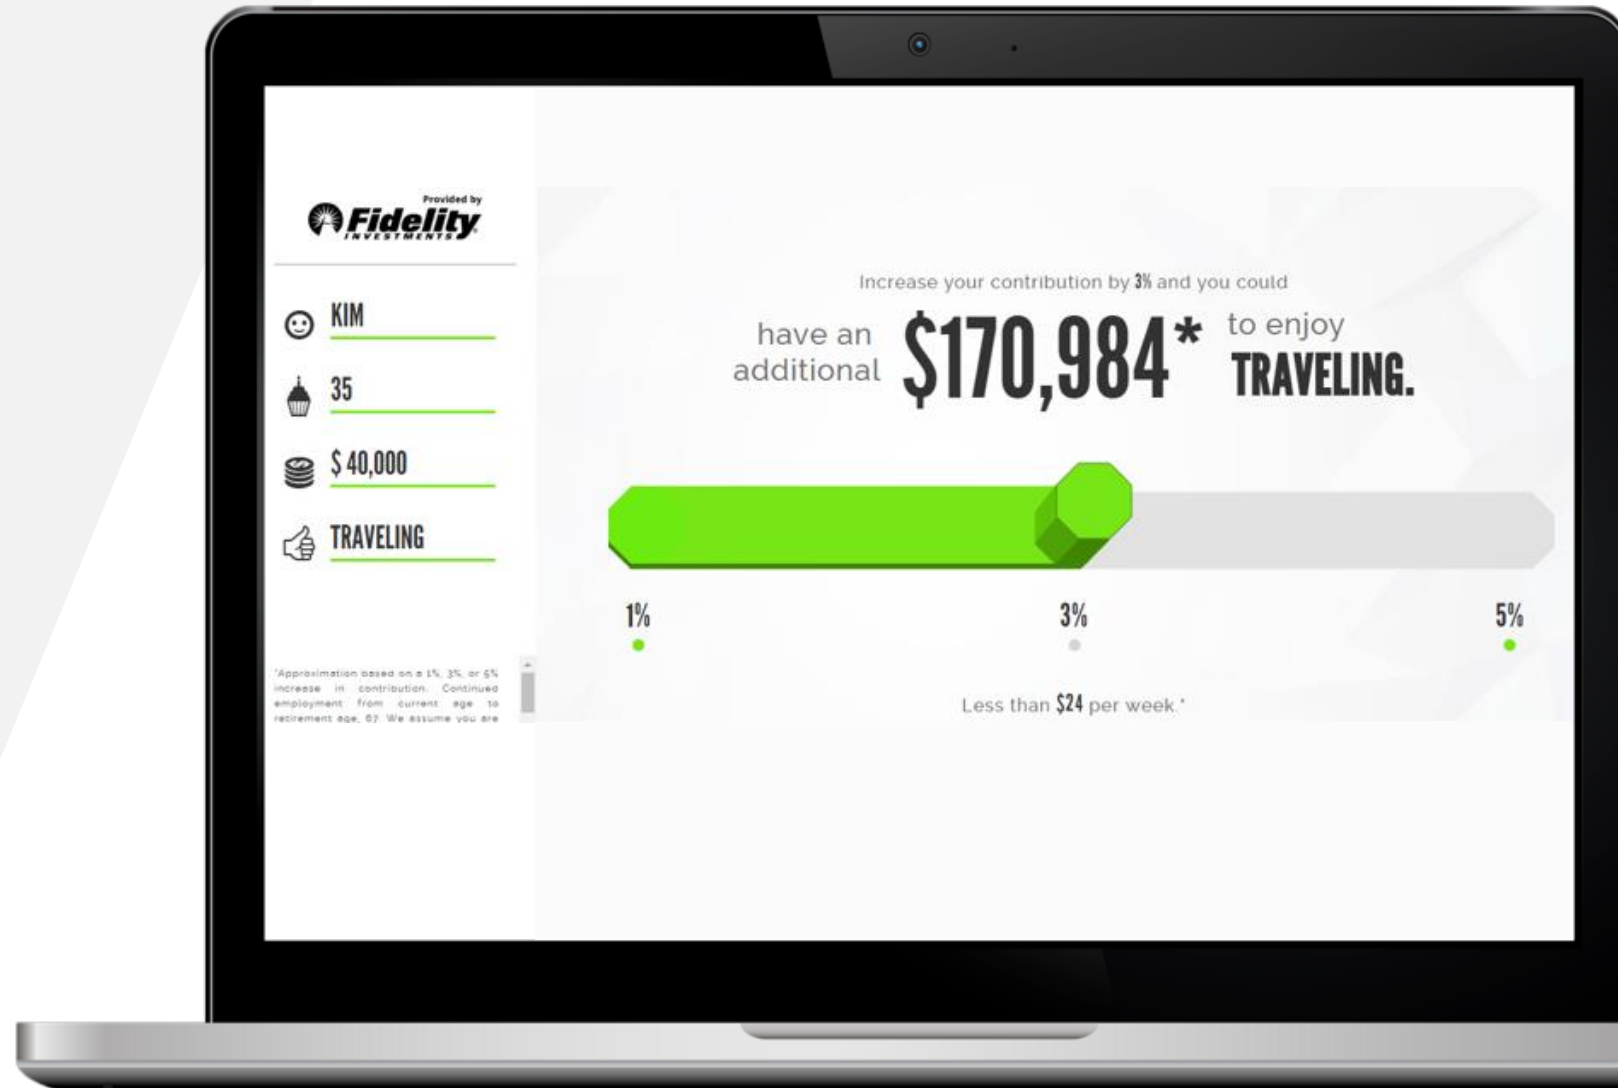 Provided by
Fidelity
INVESTMENTS
KIM
35
$ 40,000
TRAVELING
*Approximation based on a 1%, 3%, or 5%
increase in contribution. Continued
employment from current age to
retirement age, 67. We assume you are
Increase your contribution by 3% and you could
have an
additional
$170,984*
to enjoy
TRAVELING.
1%
3%
5%
Less than $24 per week.*